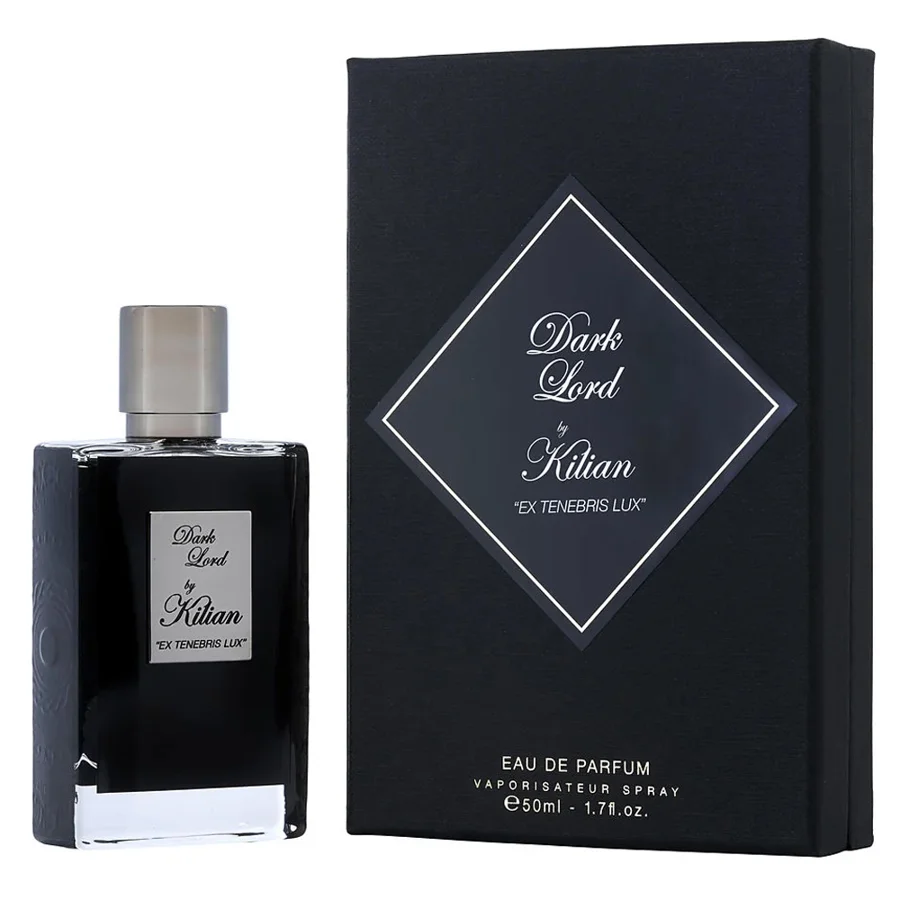 Dark
Lord
by
Kilian
"EX TENEBRIS LUX"
EAU DE PARFUM
VAPORISATEUR SPRAY
℮50ml - 1.7fl.oz.
Dark
Lord
by
Kilian
"EX TENEBRIS LUX"